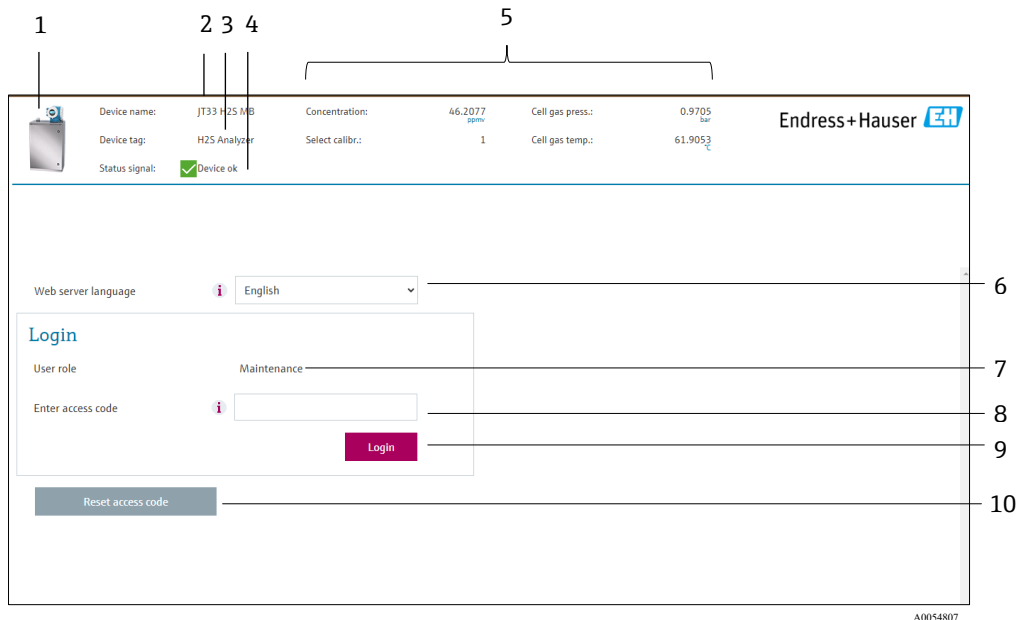 1 2 3 4 5
Device name: JT33 H2S MB Concentration: 46.2077 ppmv Cell gas press.: 0.9705 bar
Endress+Hauser EH
Device tag: H2S Analyzer Select calibr.: 1 Cell gas temp.: 61.9053 °C
Status signal: Device ok
Web server language i English 6
Login
User role Maintenance 7
Enter access code i 8
Login 9
Reset access code 10
A0054807